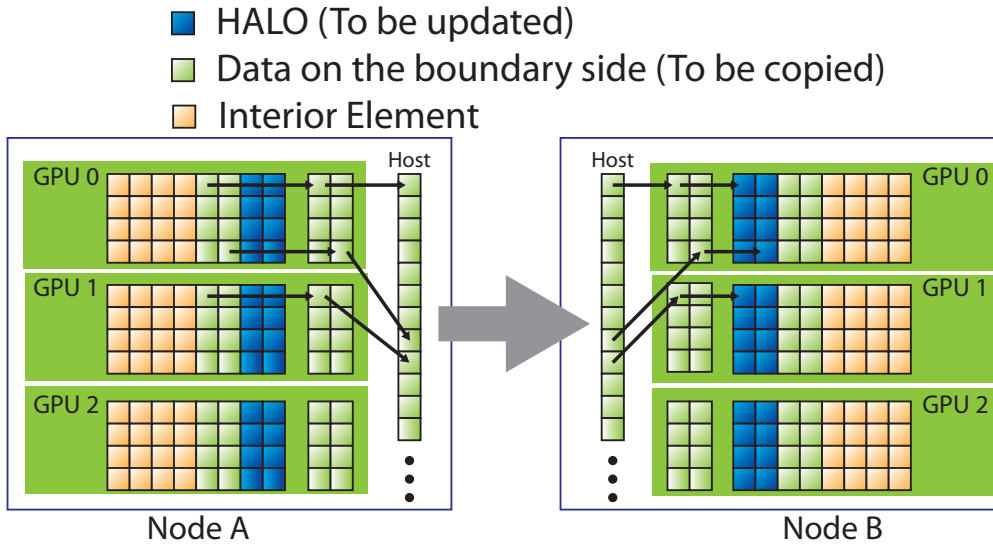 HALO (To be updated)
Data on the boundary side (To be copied)
Interior Element
Host
GPU 0
GPU 1
GPU 2
Node A
Host
GPU 0
GPU 1
GPU 2
Node B